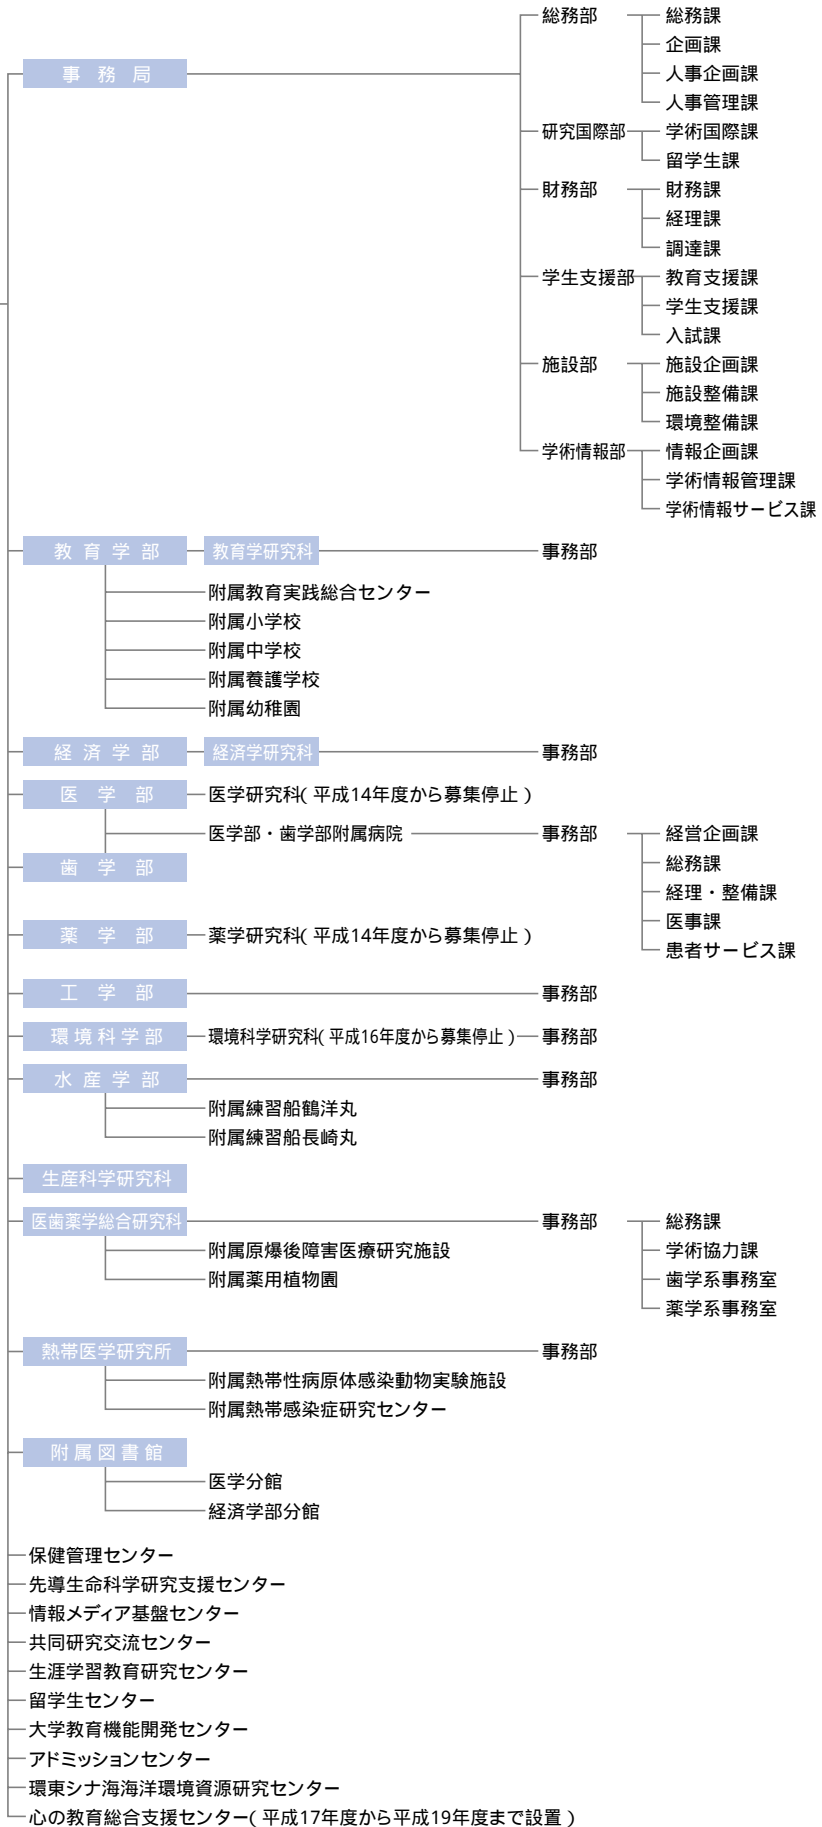 総務部 総務課
企画課
事務局 人事企画課
人事管理課
研究国際部 学術国際課
留学生課
財務部 財務課
経理課
調達課
学生支援部 教育支援課
学生支援課
入試課
施設部 施設企画課
施設整備課
環境整備課
学術情報部 情報企画課
学術情報管理課
学術情報サービス課
教育学部 教育学研究科 事務部
附属教育実践総合センター
附属小学校
附属中学校
附属養護学校
附属幼稚園
経済学部 経済学研究科 事務部
医学部 医学研究科(平成14年度から募集停止)
医学部・歯学部附属病院 事務部 経営企画課
歯学部 総務課
経理・整備課
医事課
薬学部 薬学研究科(平成14年度から募集停止)
患者サービス課
工学部 事務部
環境科学部 環境科学研究科(平成16年度から募集停止) 事務部
水産学部 事務部
附属練習船鶴洋丸
附属練習船長崎丸
生産科学研究科
医歯薬学総合研究科 事務部 総務課
附属原爆後障害医療研究施設 学術協力課
附属薬用植物園 歯学系事務室
薬学系事務室
熱帯医学研究所 事務部
附属熱帯性病原体感染動物実験施設
附属熱帯感染症研究センター
附属図書館
医学分館
経済学部分館
保健管理センター
先導生命科学研究支援センター
情報メディア基盤センター
共同研究交流センター
生涯学習教育研究センター
留学生センター
大学教育機能開発センター
アドミッションセンター
環東シナ海海洋環境資源研究センター
心の教育総合支援センター(平成17年度から平成19年度まで設置)